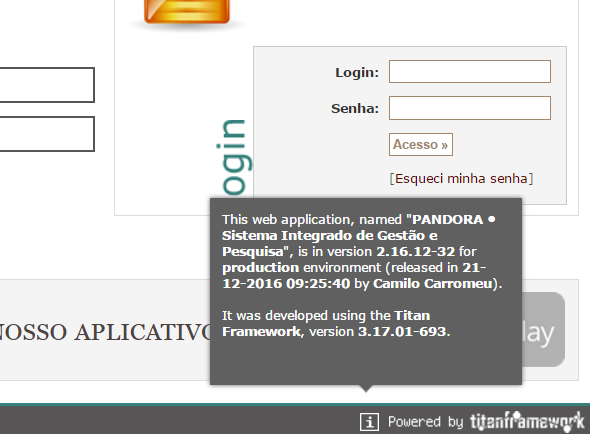 Login:
Senha:
Acesso »
[Esqueci minha senha]
ogin
This web application, named "PANDORA •
Sistema Integrado de Gestão e
Pesquisa", is in version 2.16.12-32 for
production environment (released in 21-
12-2016 09:25:40 by Camilo Carromeu).
It was developed using the Titan
Framework, version 3.17.01-693.
NOSSO APLICATIVO
lay
i Powered by titanframework